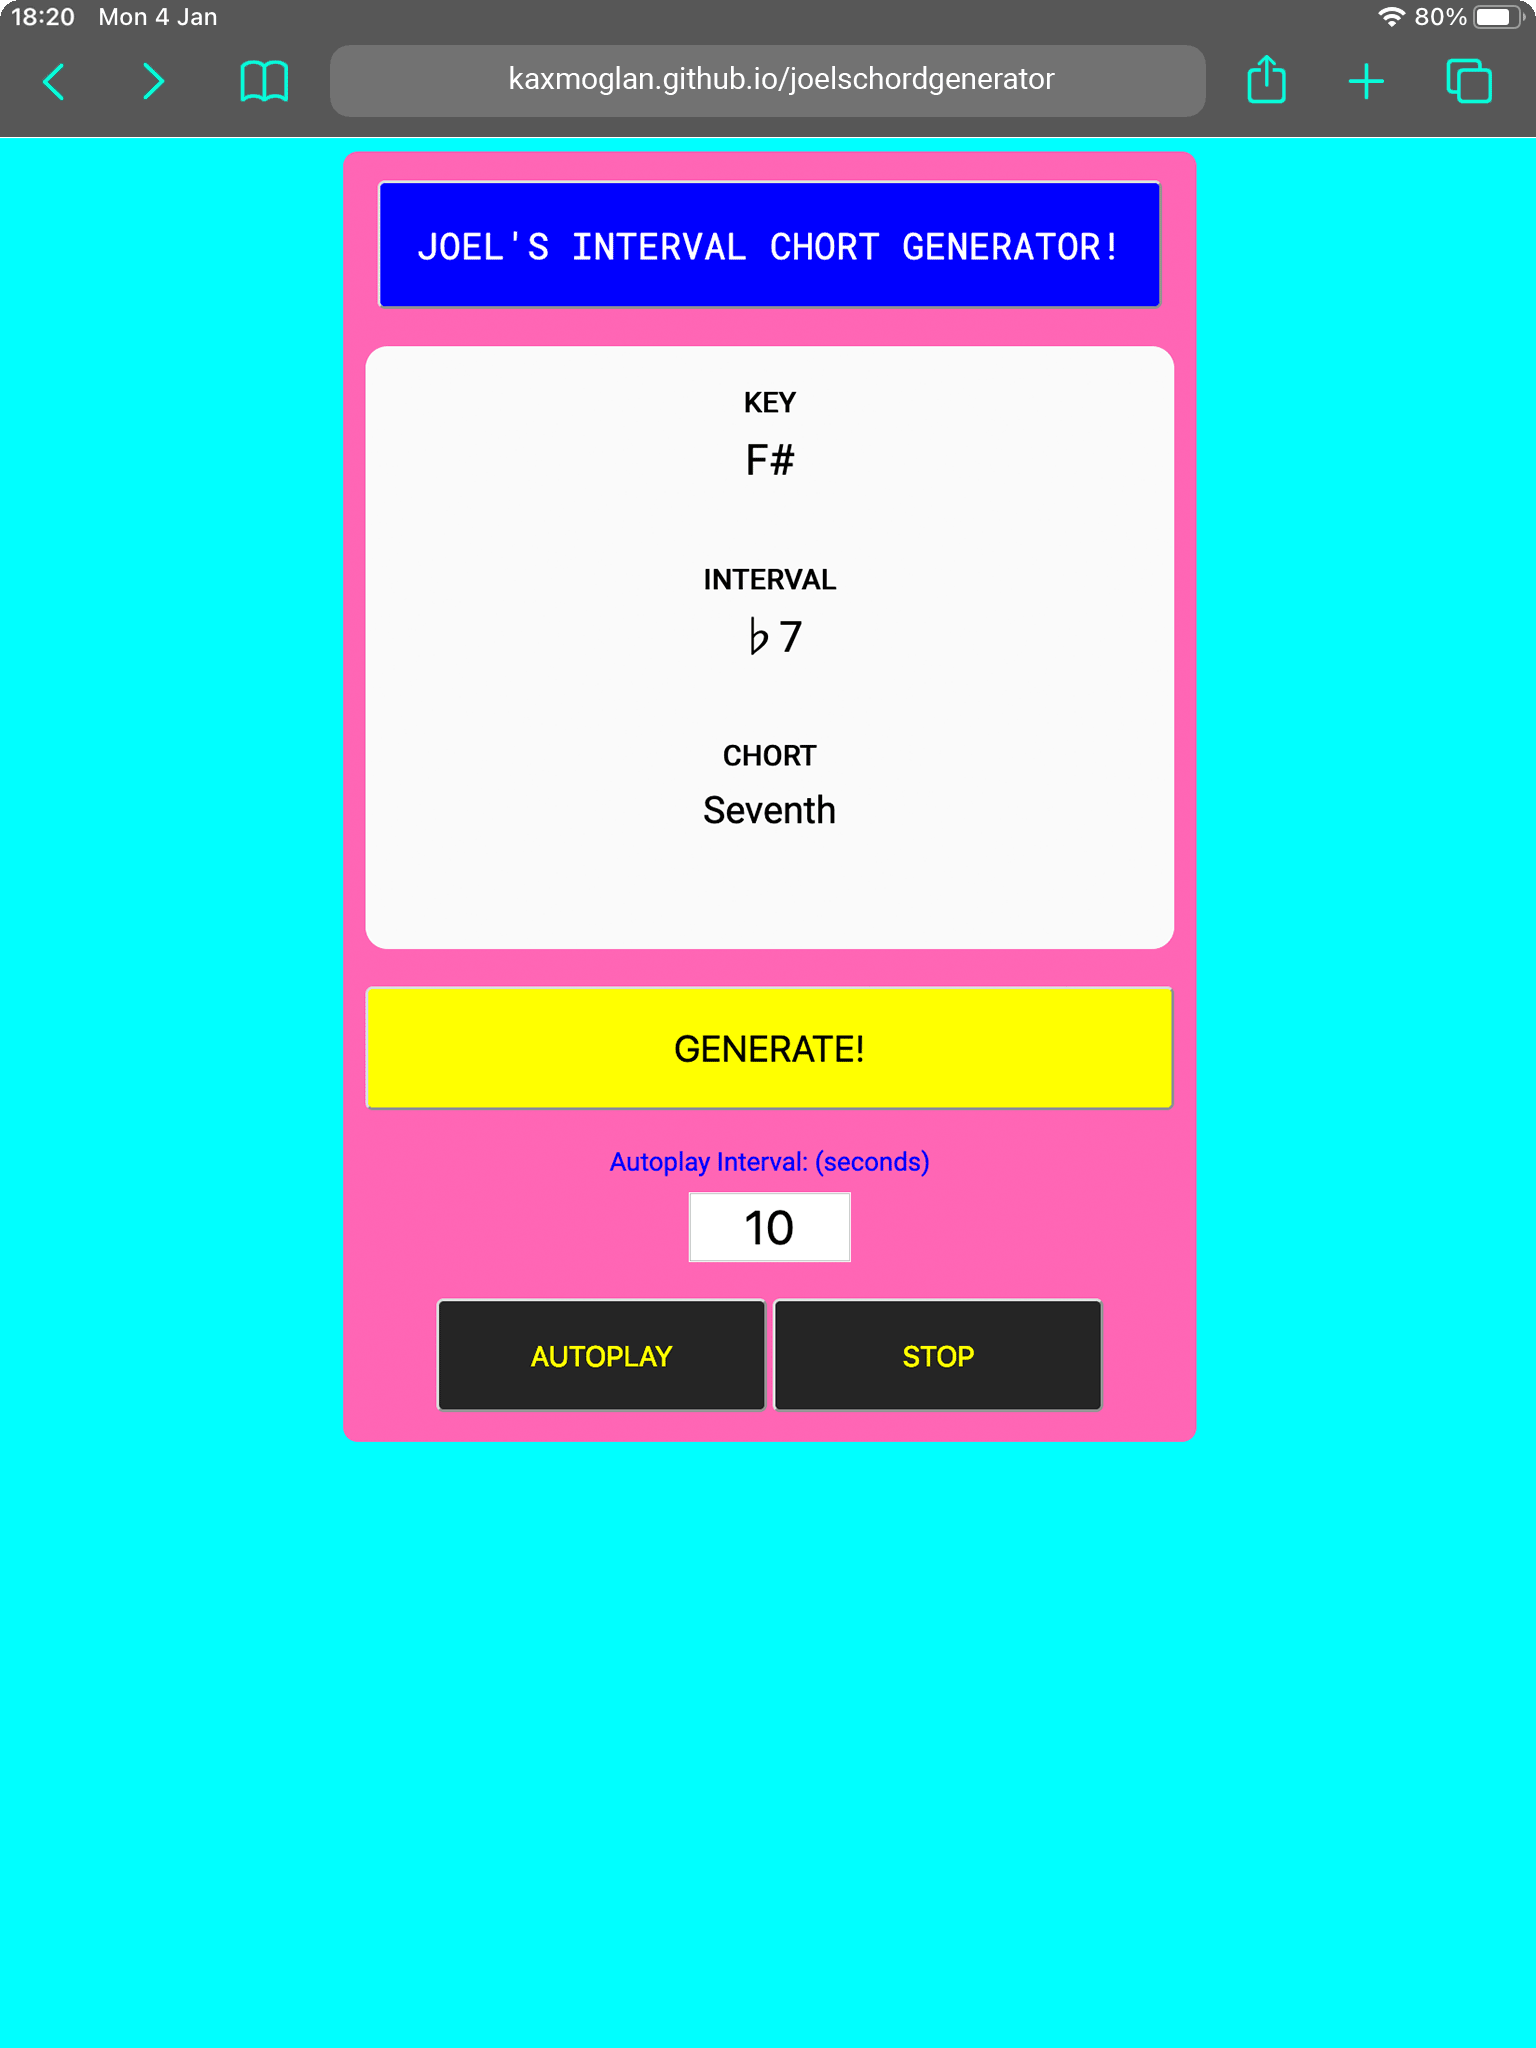 18:20 Mon 4 Jan 80%
kaxmoglan.github.io/joelschordgenerator
JOEL'S INTERVAL CHORT GENERATOR!
KEY
F#
INTERVAL
♭7
CHORT
Seventh
GENERATE!
Autoplay Interval: (seconds)
10
AUTOPLAY STOP